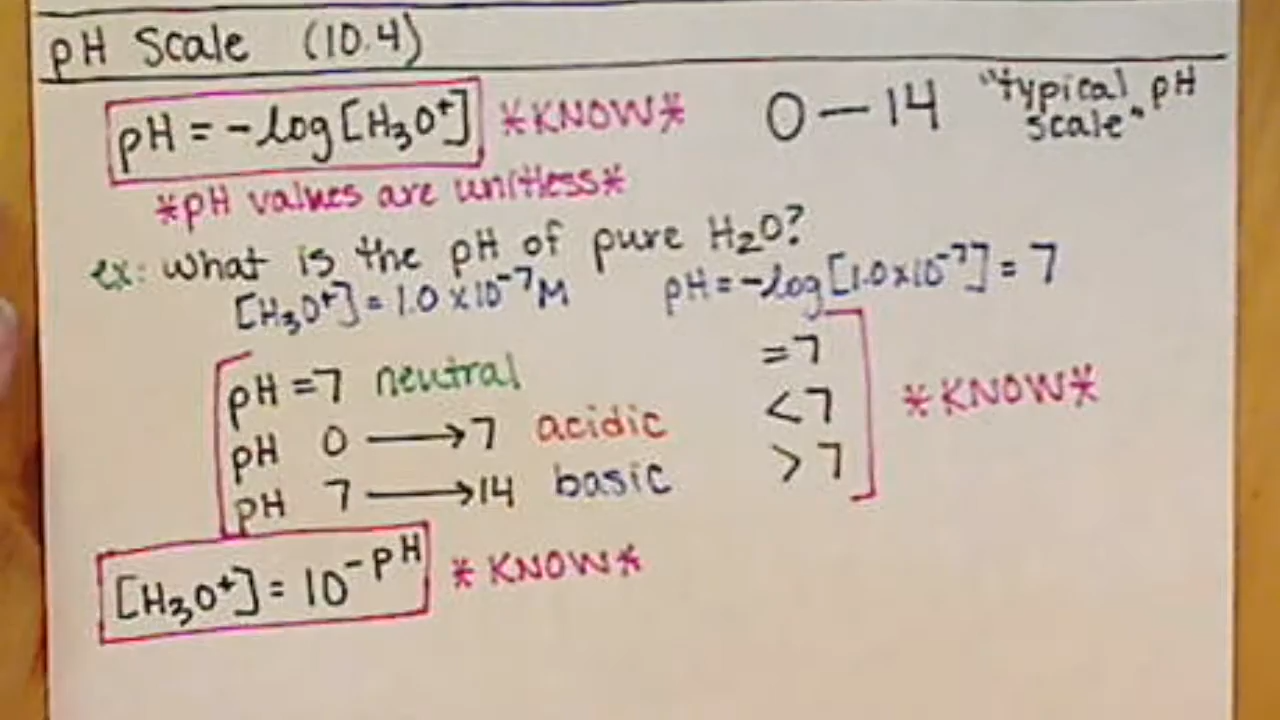 pH Scale (10.4)
pH = -log[H₃O⁺] *KNOW* 0—14 "typical pH scale"
*pH values are unitless*
ex: What is the pH of pure H₂O?
[H₃O⁺] = 1.0 x 10⁻⁷ M pH = -log[1.0x10⁻⁷] = 7
pH = 7 neutral = 7
pH 0 → 7 acidic < 7 *KNOW*
pH 7 → 14 basic > 7
[H₃O⁺] = 10⁻ᵖᴴ *KNOW*